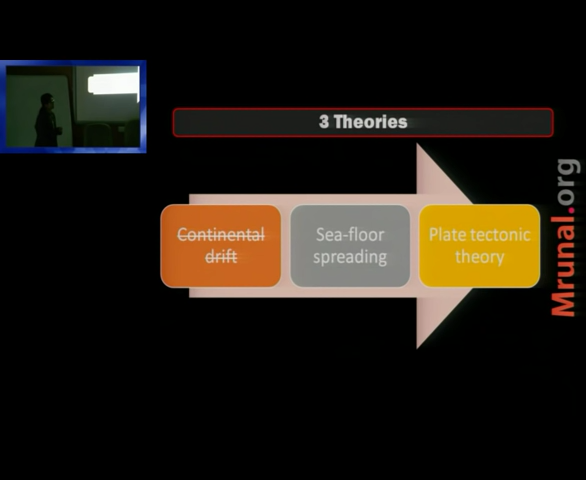 3 Theories
Continental
drift
Sea-floor
spreading
Plate tectonic
theory
Mrunal.org